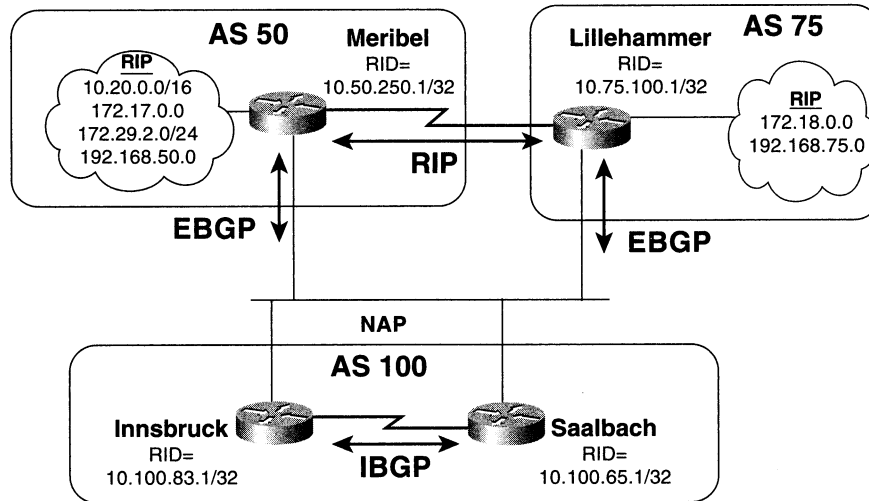 AS 50
Meribel
RID=
10.50.250.1/32
RIP
10.20.0.0/16
172.17.0.0
172.29.2.0/24
192.168.50.0
Lillehammer
RID=
10.75.100.1/32
AS 75
RIP
172.18.0.0
192.168.75.0
RIP
EBGP
EBGP
NAP
AS 100
Innsbruck
RID=
10.100.83.1/32
IBGP
Saalbach
RID=
10.100.65.1/32